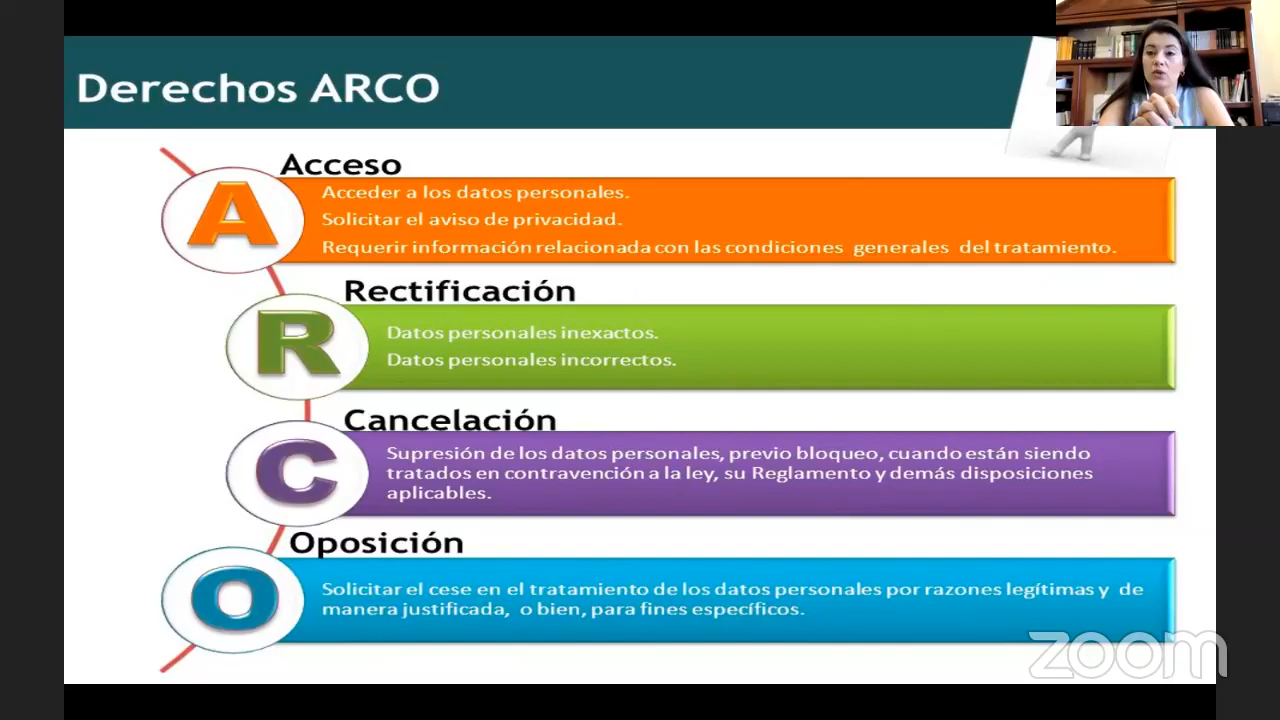 Derechos ARCO
Acceso
A
Acceder a los datos personales.
Solicitar el aviso de privacidad.
Requerir información relacionada con las condiciones generales del tratamiento.
Rectificación
R
Datos personales inexactos.
Datos personales incorrectos.
Cancelación
C
Supresión de los datos personales, previo bloqueo, cuando están siendo
tratados en contravención a la ley, su Reglamento y demás disposiciones
aplicables.
Oposición
O
Solicitar el cese en el tratamiento de los datos personales por razones legítimas y de
manera justificada, o bien, para fines específicos.
zoom